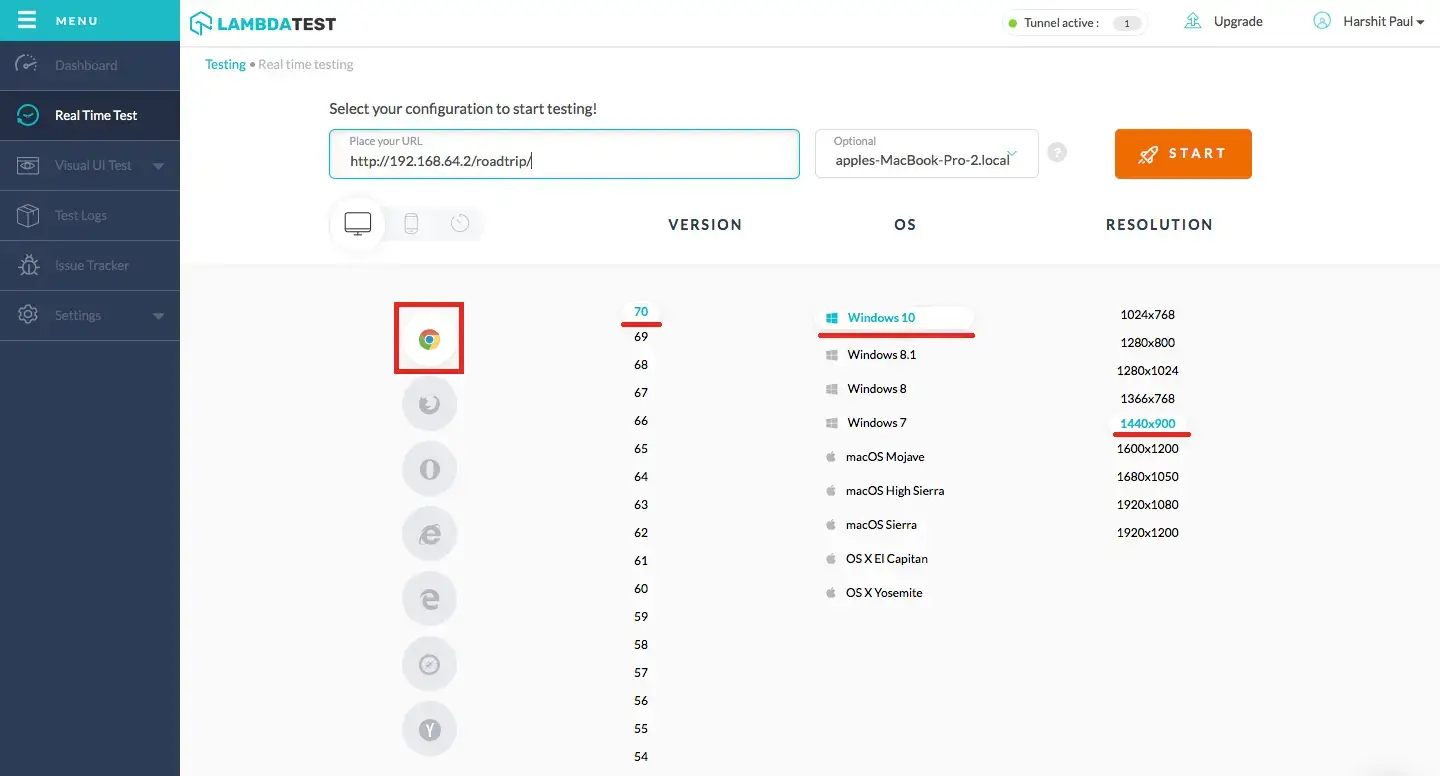 MENU
LAMBDATEST
Tunnel active : 1
Upgrade
Harshit Paul
Dashboard
Real Time Test
Visual UI Test
Test Logs
Issue Tracker
Settings
Testing • Real time testing
Select your configuration to start testing!
Place your URL
http://192.168.64.2/roadtrip/
Optional
apples-MacBook-Pro-2.local
?
START
VERSION
OS
RESOLUTION
70
69
68
67
66
65
64
63
62
61
60
59
58
57
56
55
54
Windows 10
Windows 8.1
Windows 8
Windows 7
macOS Mojave
macOS High Sierra
macOS Sierra
OS X El Capitan
OS X Yosemite
1024x768
1280x800
1280x1024
1366x768
1440x900
1600x1200
1680x1050
1920x1080
1920x1200